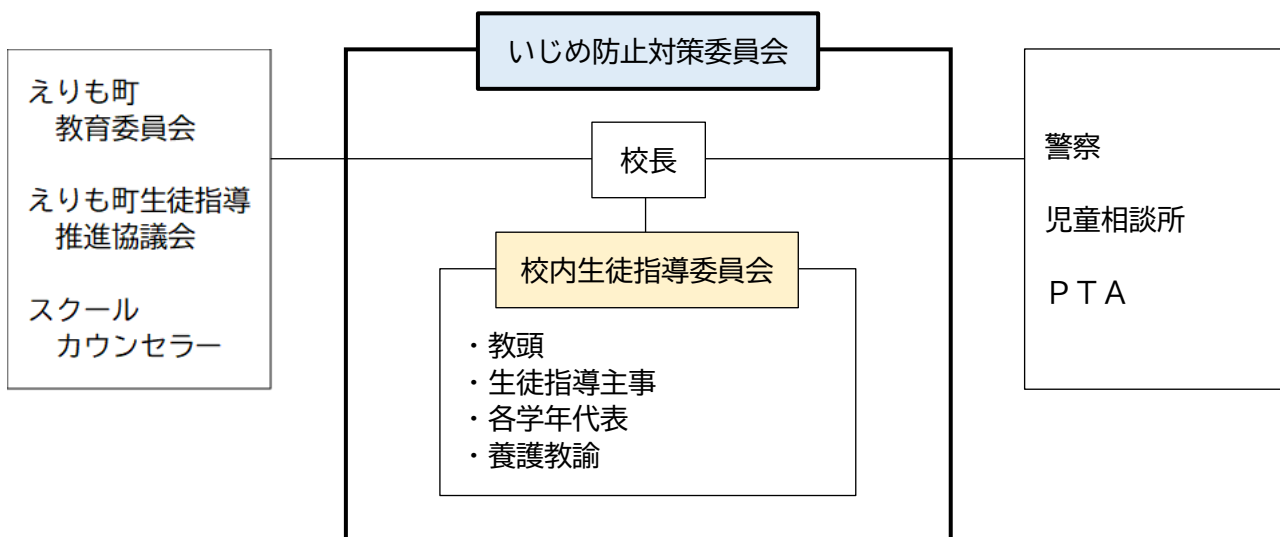 いじめ防止対策委員会
えりも町
教育委員会
えりも町生徒指導
推進協議会
スクール
カウンセラー
校長
校内生徒指導委員会
・教頭
・生徒指導主事
・各学年代表
・養護教諭
警察
児童相談所
ＰＴＡ